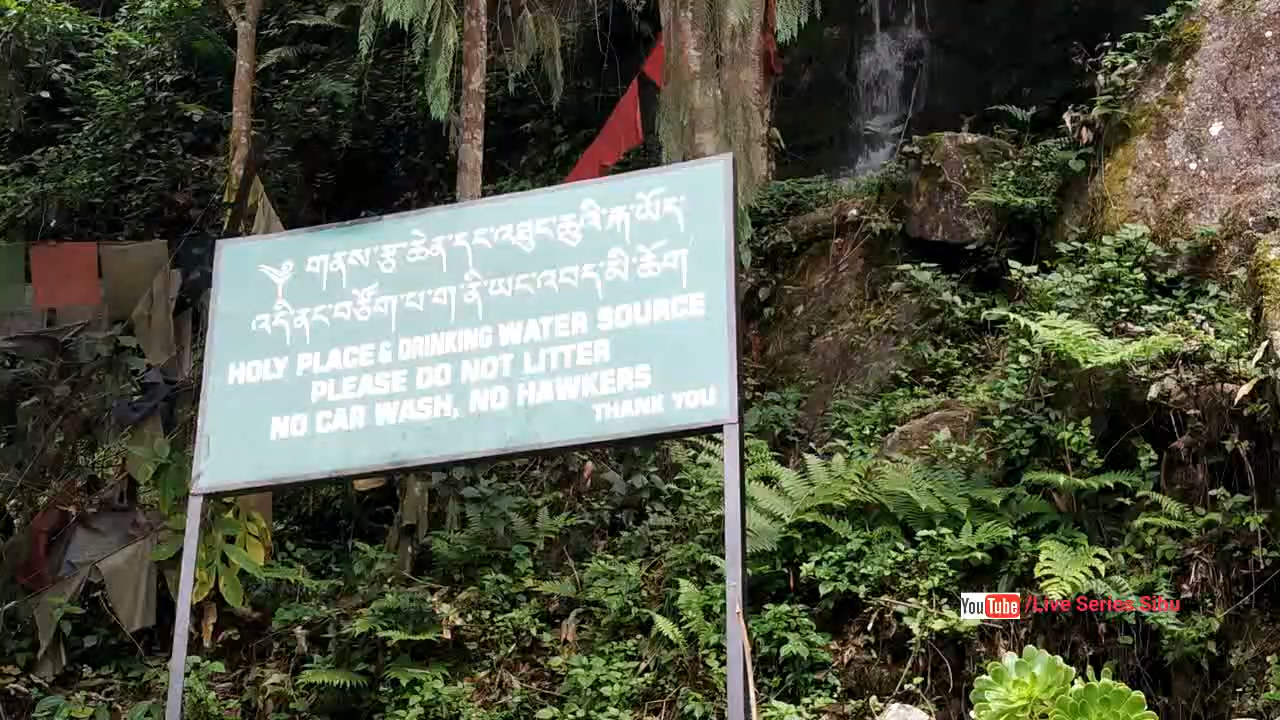 གནས་རྩ་ཆེན་དང་འཐུང་ཆུའི་རྐ་ཡོད་
འདི་ནང་བཙོག་པ་ག་ནི་ཡང་འབད་མི་ཆོག
HOLY PLACE & DRINKING WATER SOURCE
PLEASE DO NOT LITTER
NO CAR WASH, NO HAWKERS
THANK YOU
YouTube /Live Series Sibu